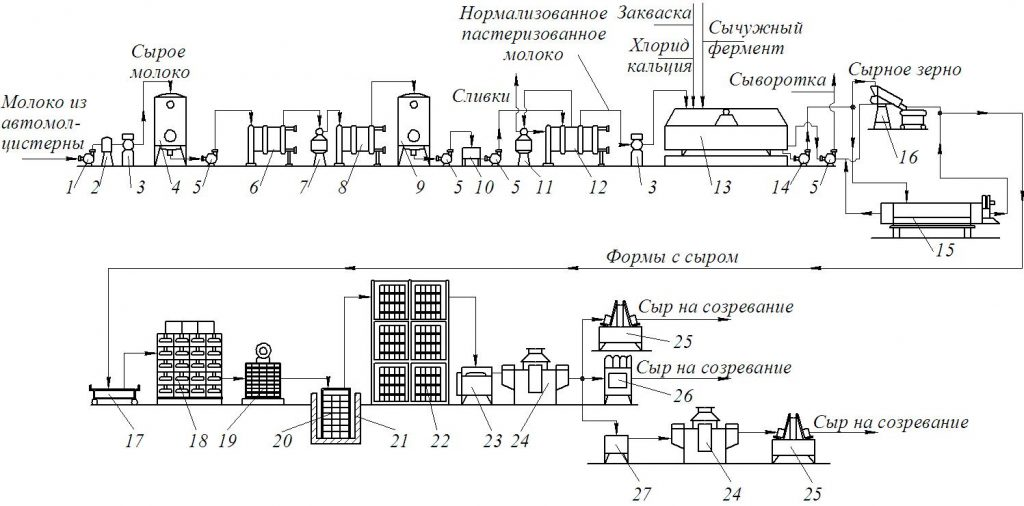 Молоко из
автомол-
цистерны
Сырое
молоко
Сливки
Нормализованное
пастеризованное
молоко
Закваска
Хлорид
кальция
Сычужный
фермент
Сыворотка
Сырное зерно
1 2 3 4 5 6 7 8 9 5 10 5 11 12 3 13 14 5
16
15
Формы с сыром
17 18 19 20 21 22 23 24
Сыр на созревание
25
Сыр на созревание
26
Сыр на созревание
27 24 25